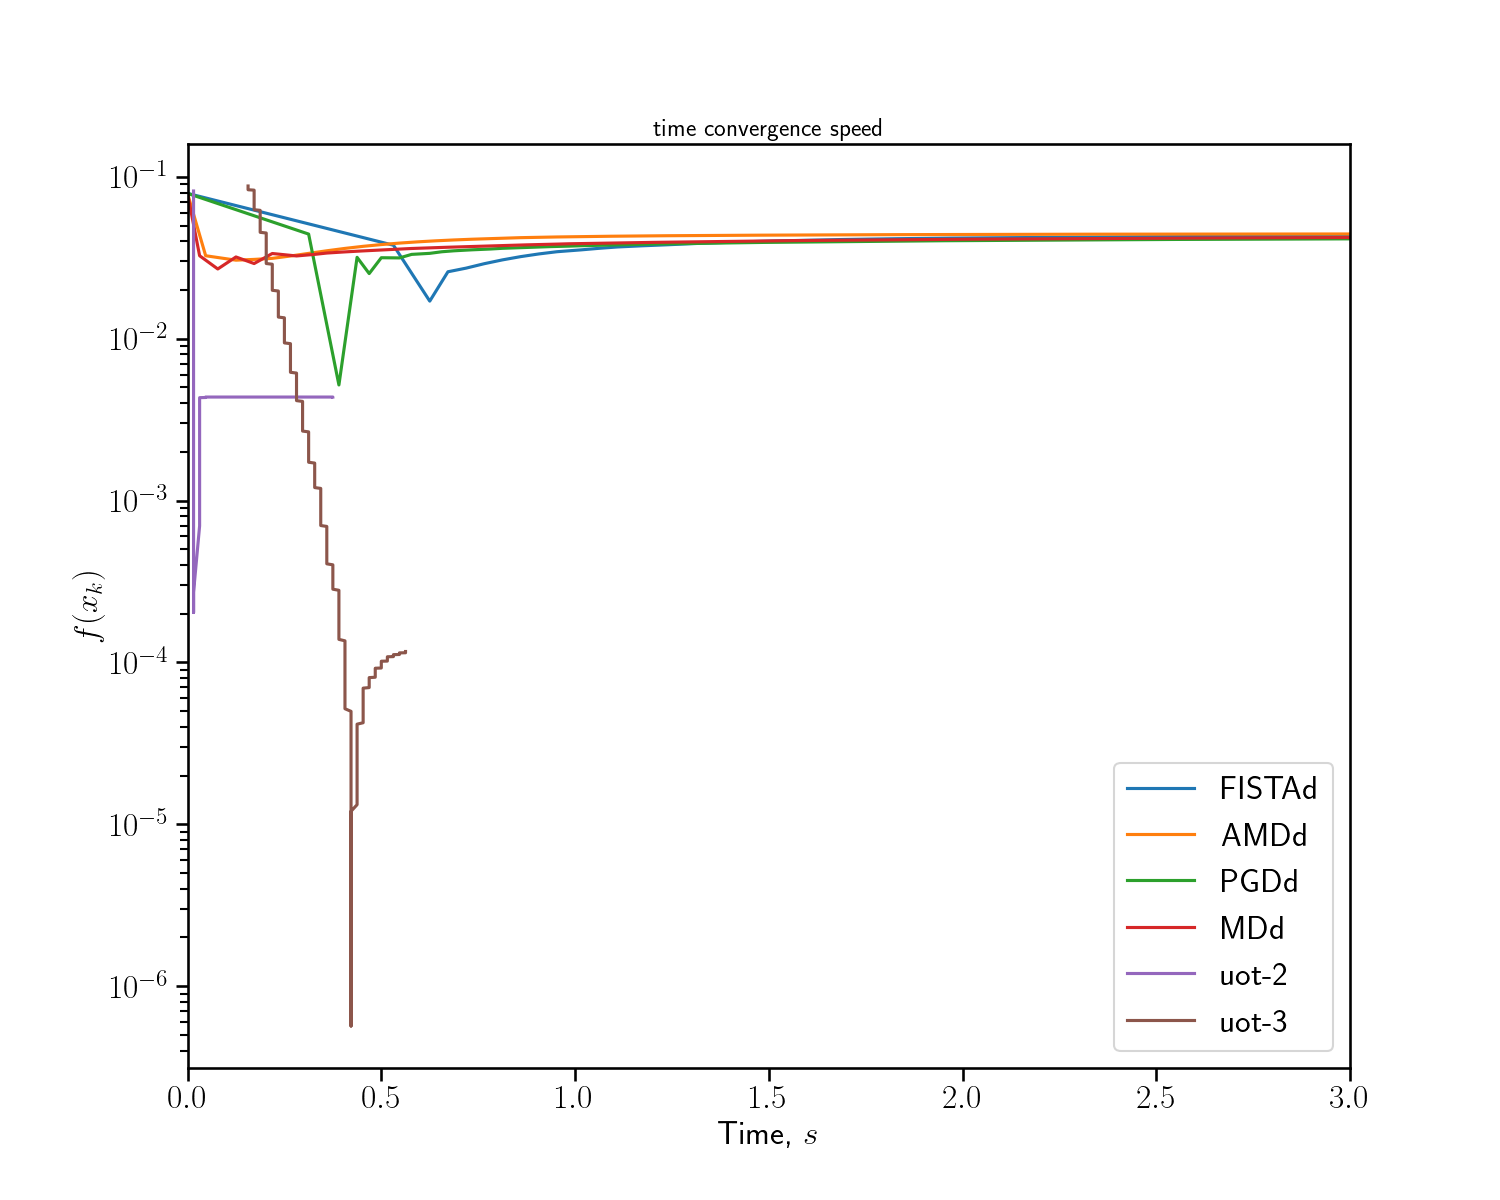 time convergence speed
10⁻¹
10⁻²
10⁻³
10⁻⁴
10⁻⁵
10⁻⁶
f(xₖ)
FISTAd
AMDd
PGDd
MDd
uot-2
uot-3
0.0 0.5 1.0 1.5 2.0 2.5 3.0
Time, s